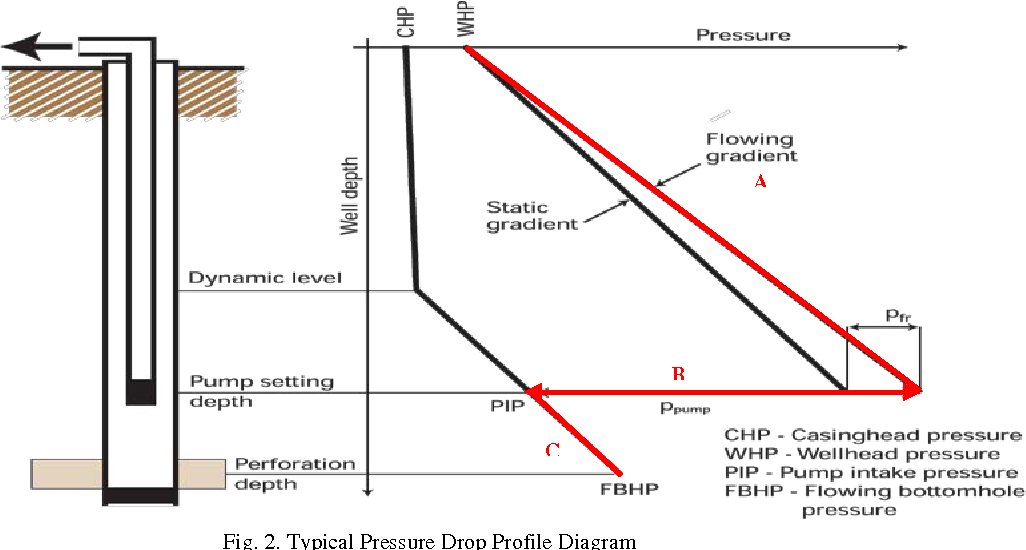 CHP
WHP
Pressure
Flowing
gradient
A
Well depth
Static
gradient
Dynamic level
Pfr
B
Pump setting
depth
PIP
Ppump
CHP - Casinghead pressure
WHP - Wellhead pressure
PIP - Pump intake pressure
FBHP - Flowing bottomhole
pressure
C
Perforation
depth
FBHP
Fig. 2. Typical Pressure Drop Profile Diagram